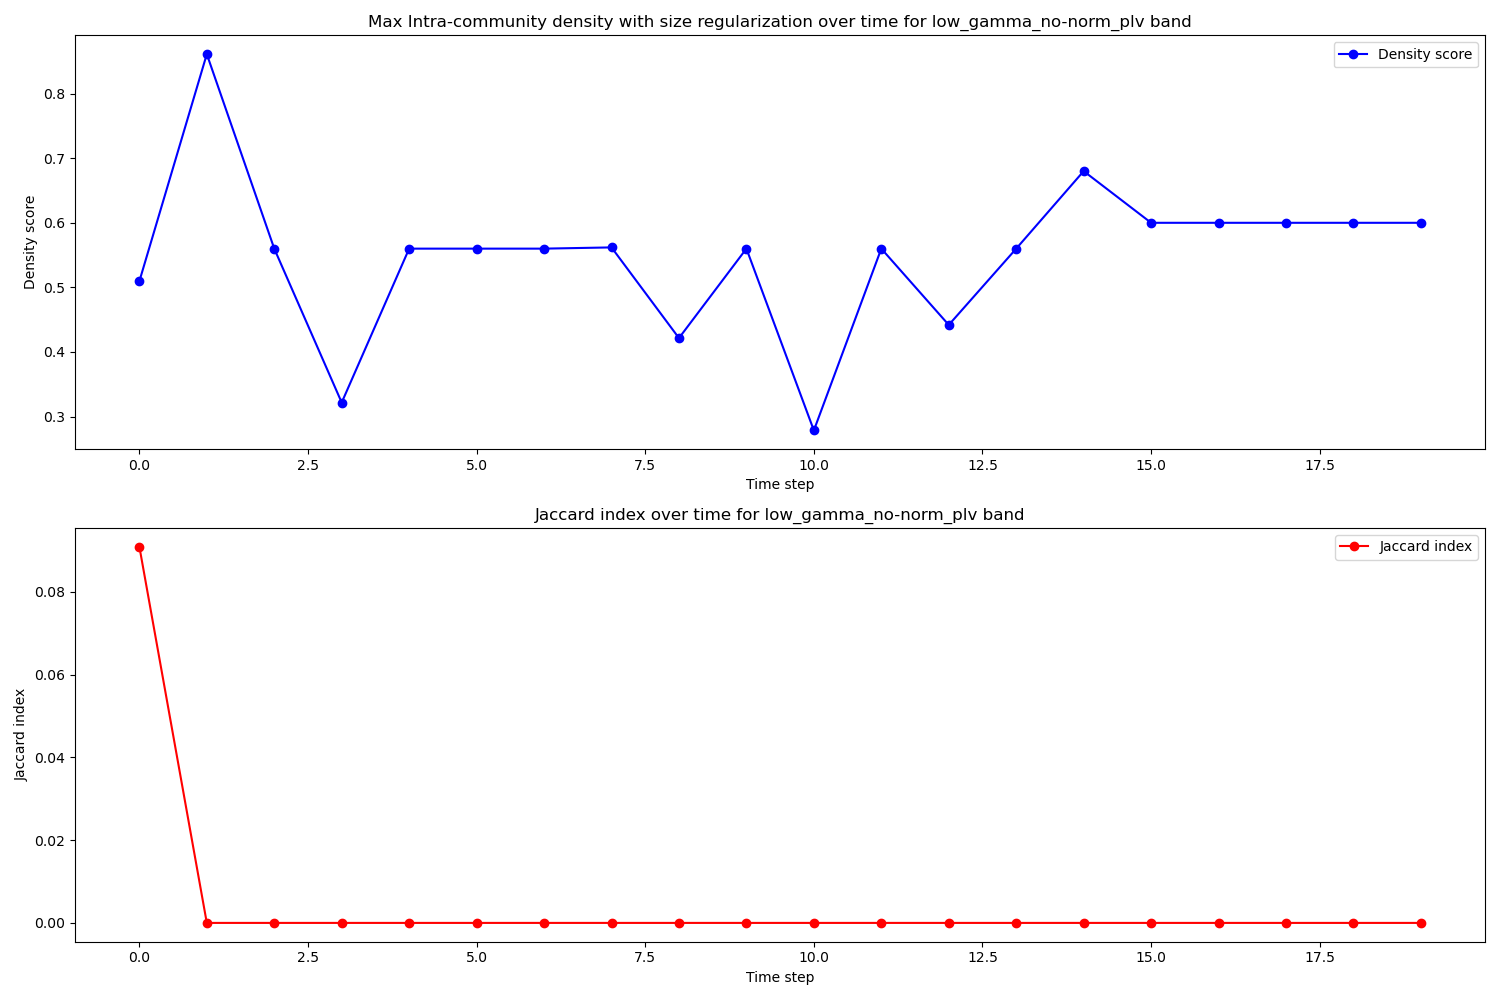 Max Intra-community density with size regularization over time for low_gamma_no-norm_plv band
Density score
0.8
0.7
0.6
0.5
0.4
0.3
Density score
0.0 2.5 5.0 7.5 10.0 12.5 15.0 17.5
Time step
Jaccard index over time for low_gamma_no-norm_plv band
Jaccard index
0.08
0.06
0.04
0.02
0.00
Jaccard index
0.0 2.5 5.0 7.5 10.0 12.5 15.0 17.5
Time step